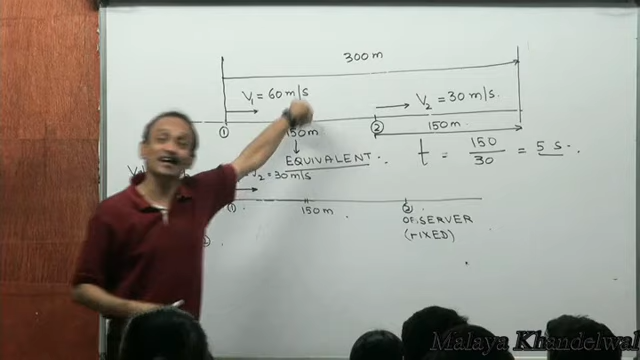 300 m
V₁ = 60 m/s
V₂ = 30 m/s.
① 150 m ② 150 m
t = 150/30 = 5 s.
EQUIVALENT.
₂ = 30 m/s
① 150 m ②
OBSERVER
(FIXED)
Malaya Khandelwal